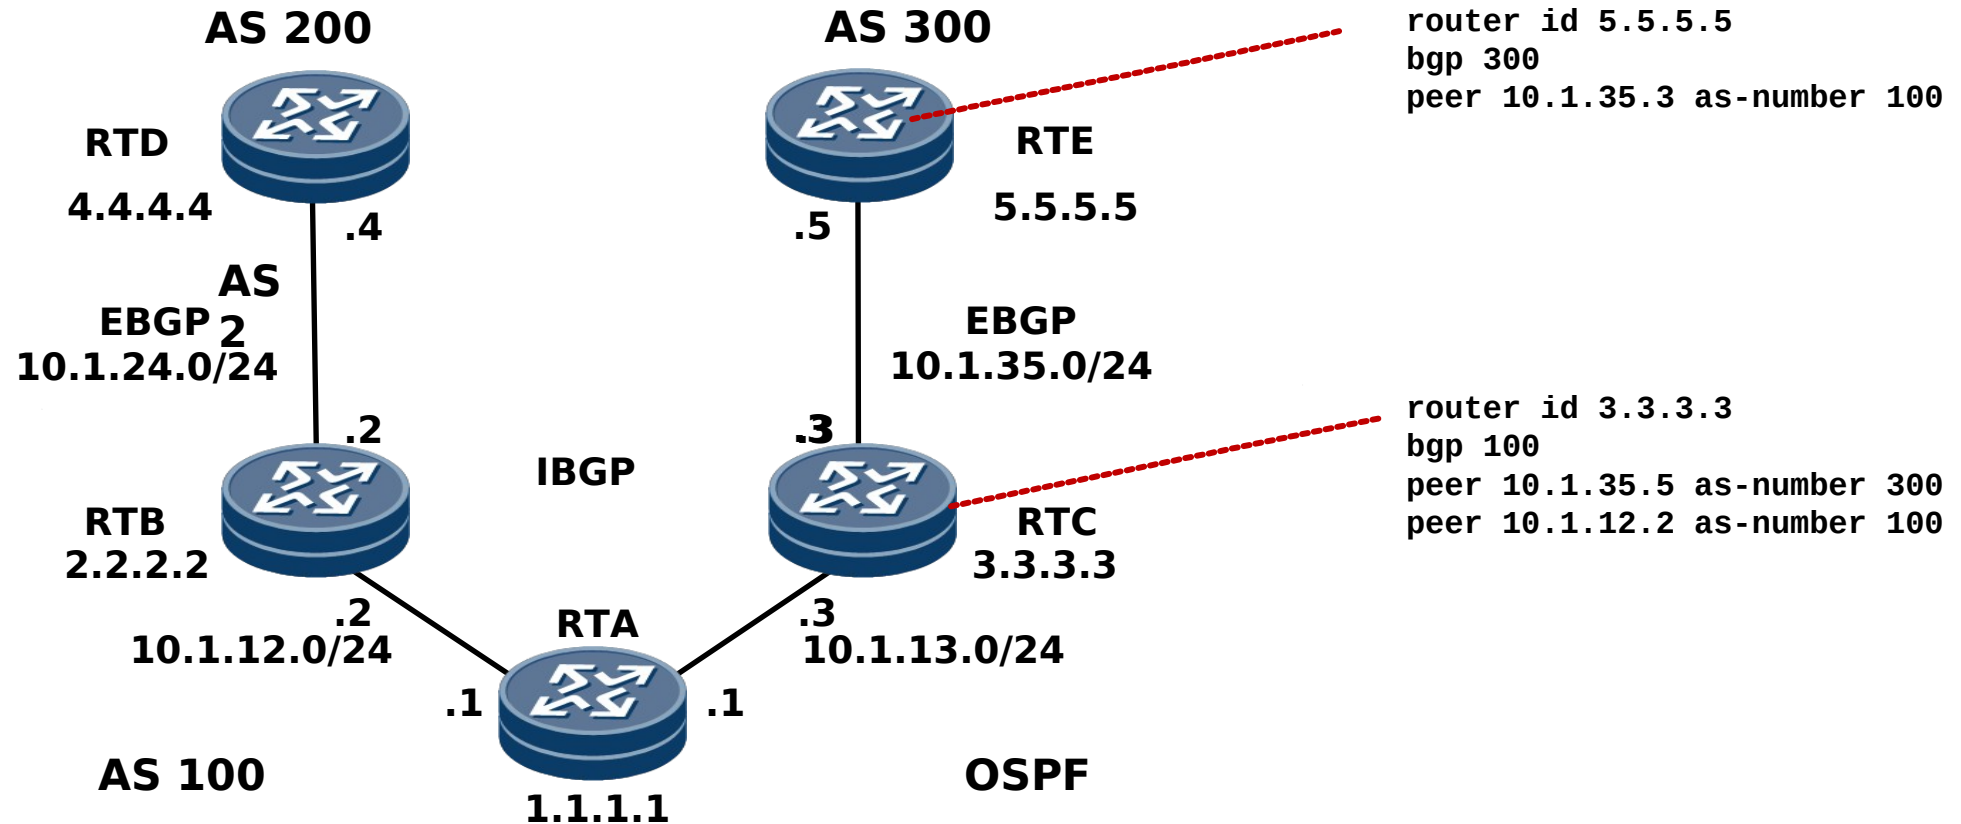 AS 200
AS 300
router id 5.5.5.5
bgp 300
peer 10.1.35.3 as-number 100
RTD
RTE
4.4.4.4
5.5.5.5
.4
.5
AS
2
EBGP
10.1.24.0/24
EBGP
10.1.35.0/24
.2
.3
router id 3.3.3.3
bgp 100
peer 10.1.35.5 as-number 300
peer 10.1.12.2 as-number 100
IBGP
RTB
2.2.2.2
RTC
3.3.3.3
.2
.3
RTA
10.1.12.0/24
10.1.13.0/24
.1
.1
AS 100
OSPF
1.1.1.1